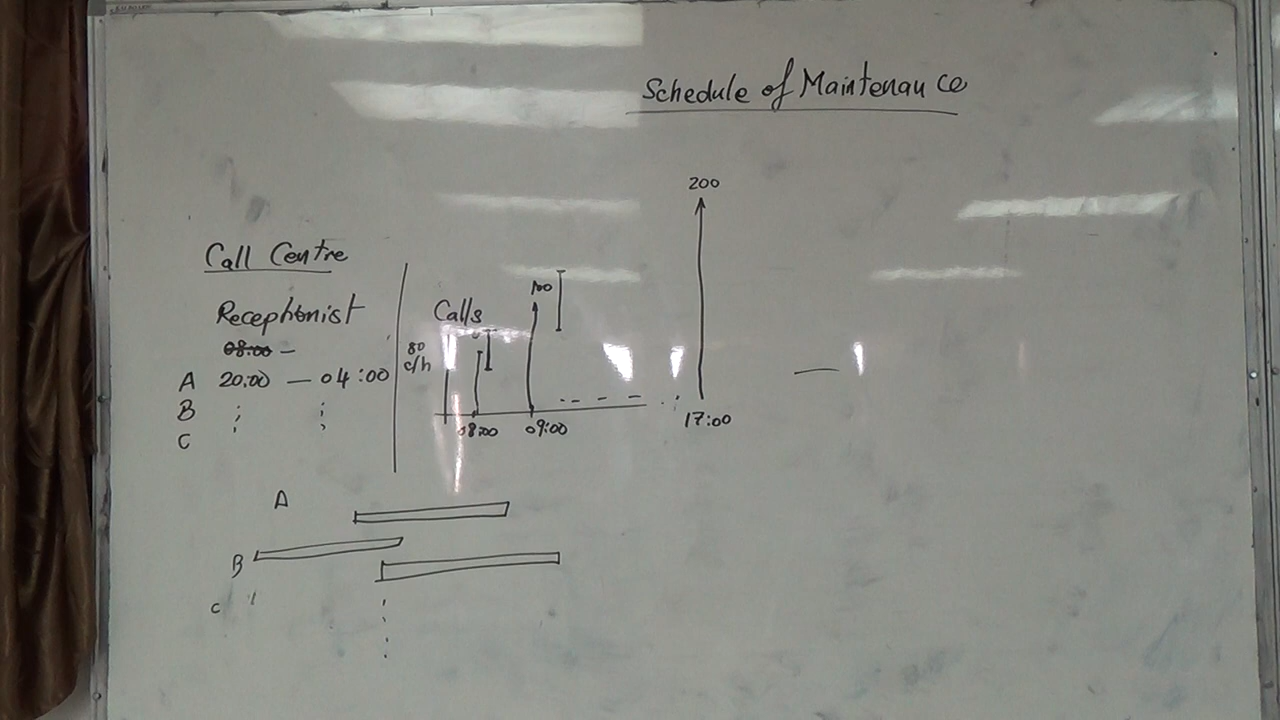 Schedule of Maintenance
200
Call Centre
Receptionist
Calls
100
08:00 –
80
c/h
A 20:00 – 04:00
B ; ;
C
08:00 09:00 17:00
A
B
C